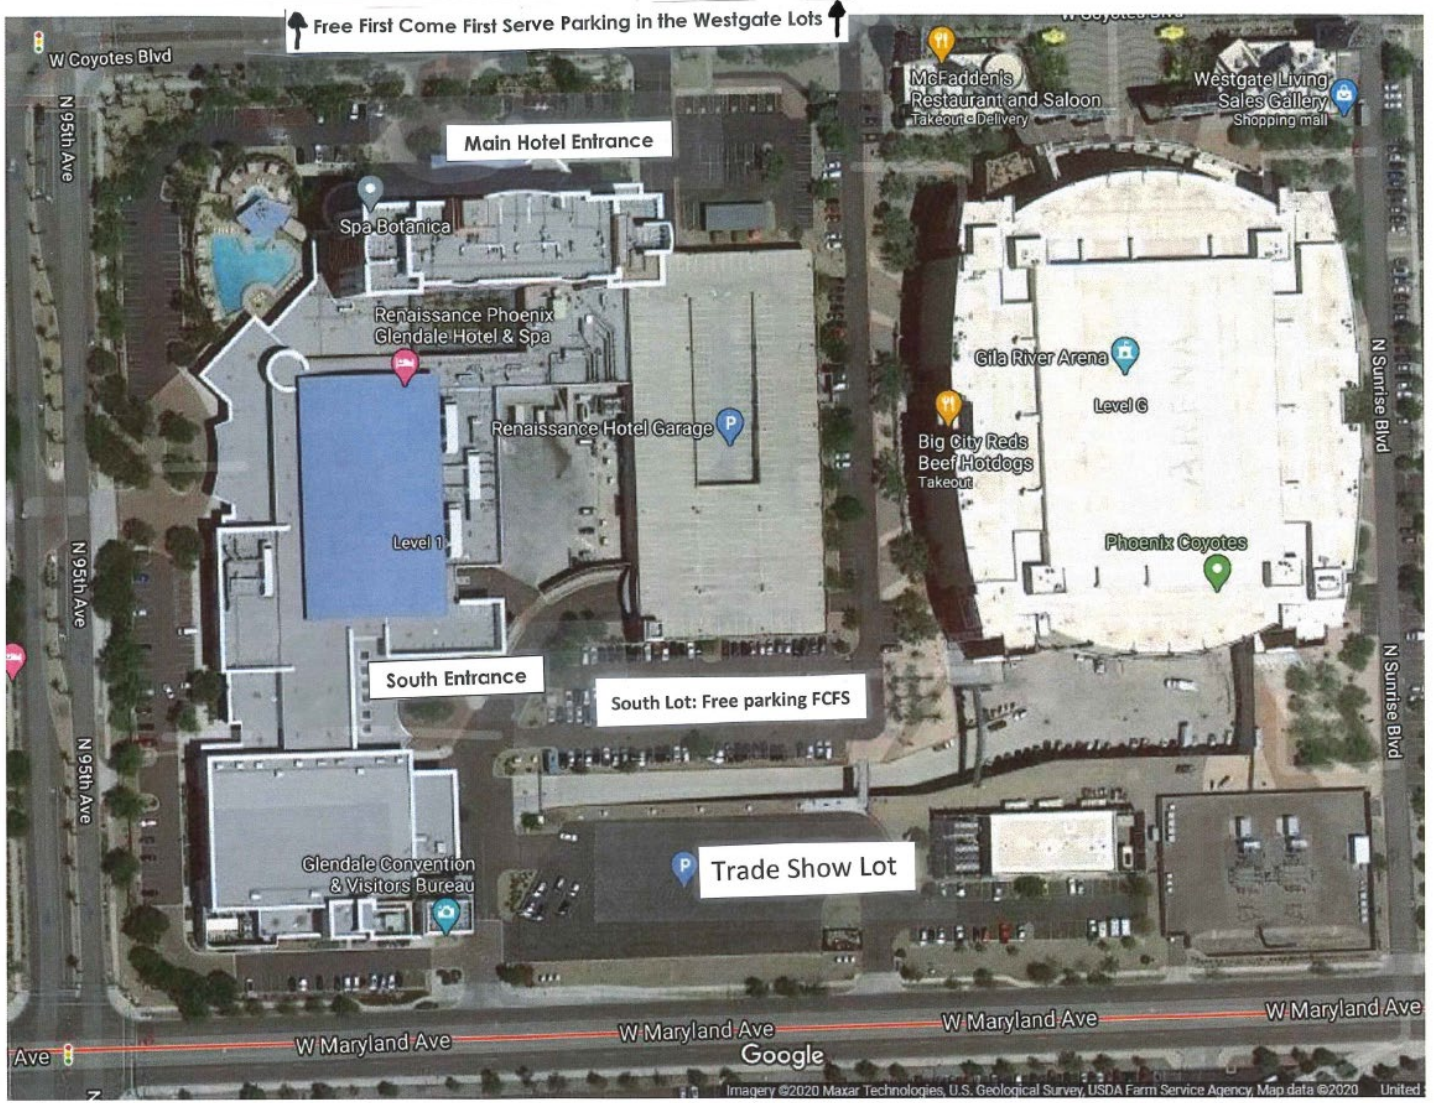 Free First Come First Serve Parking in the Westgate Lots
W Coyotes Blvd
W Coyotes Blvd
N 95th Ave
McFadden's
Restaurant and Saloon
Takeout • Delivery
Westgate Living
Sales Gallery
Shopping mall
Main Hotel Entrance
Spa Botanica
Renaissance Phoenix
Glendale Hotel & Spa
Gila River Arena
Level G
N Sunrise Blvd
Renaissance Hotel Garage
Big City Reds
Beef Hotdogs
Takeout
Level 1
Phoenix Coyotes
N 95th Ave
South Entrance
South Lot: Free parking FCFS
N Sunrise Blvd
N 95th Ave
Glendale Convention
& Visitors Bureau
Trade Show Lot
Ave
W Maryland Ave
W Maryland Ave
W Maryland Ave
W Maryland Ave
Google
N
Imagery ©2020 Maxar Technologies, U.S. Geological Survey, USDA Farm Service Agency, Map data ©2020 United